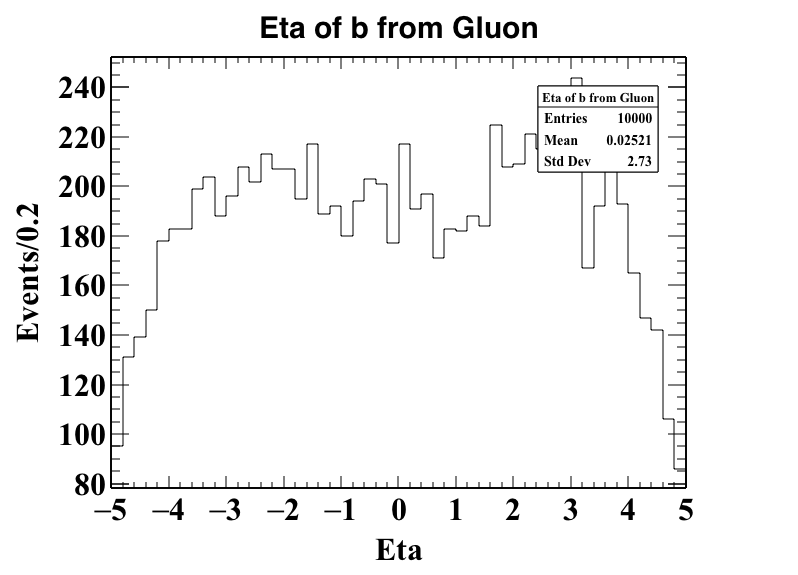 Eta of b from Gluon
Eta of b from Gluon
Entries 10000
Mean 0.02521
Std Dev 2.73
Events/0.2
240
220
200
180
160
140
120
100
80
−5 −4 −3 −2 −1 0 1 2 3 4 5
Eta